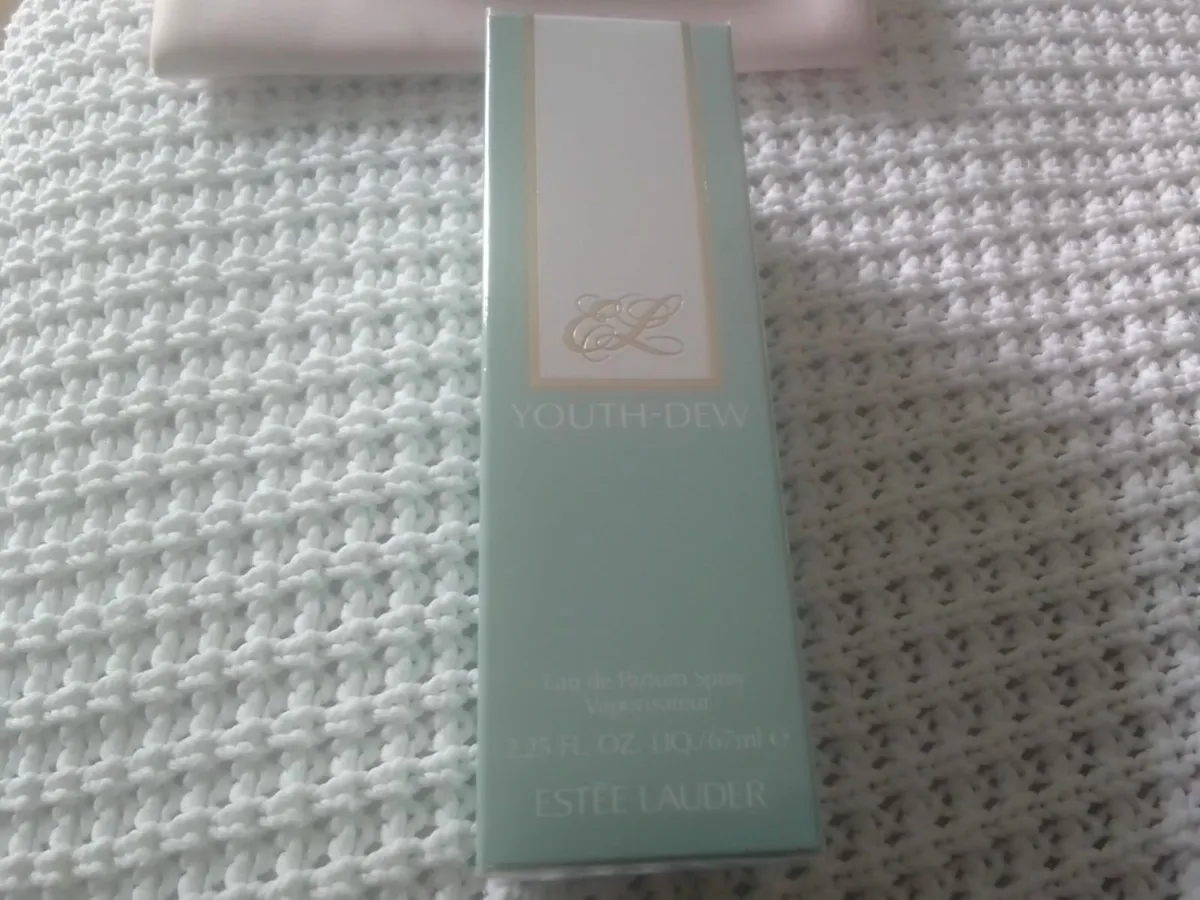 EL
YOUTH-DEW
Eau de Parfum Spray
Vaporisateur
2.25 FL. OZ. LIQ./67ml ℮
ESTĒE LAUDER